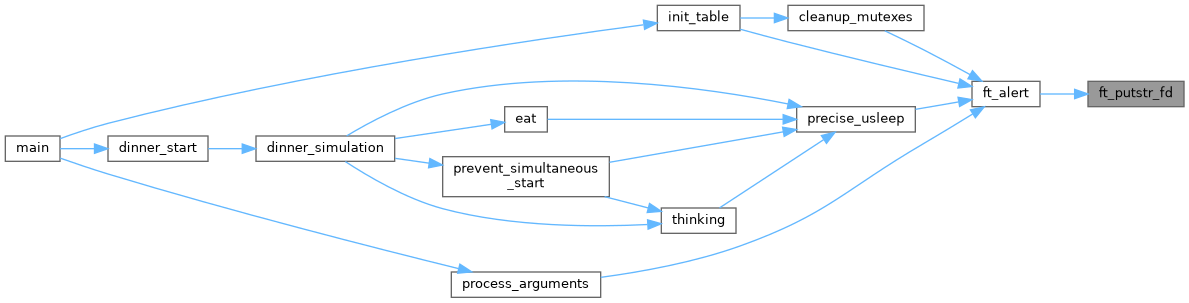 init_table
cleanup_mutexes
ft_alert
ft_putstr_fd
precise_usleep
eat
main
dinner_start
dinner_simulation
prevent_simultaneous
_start
thinking
process_arguments